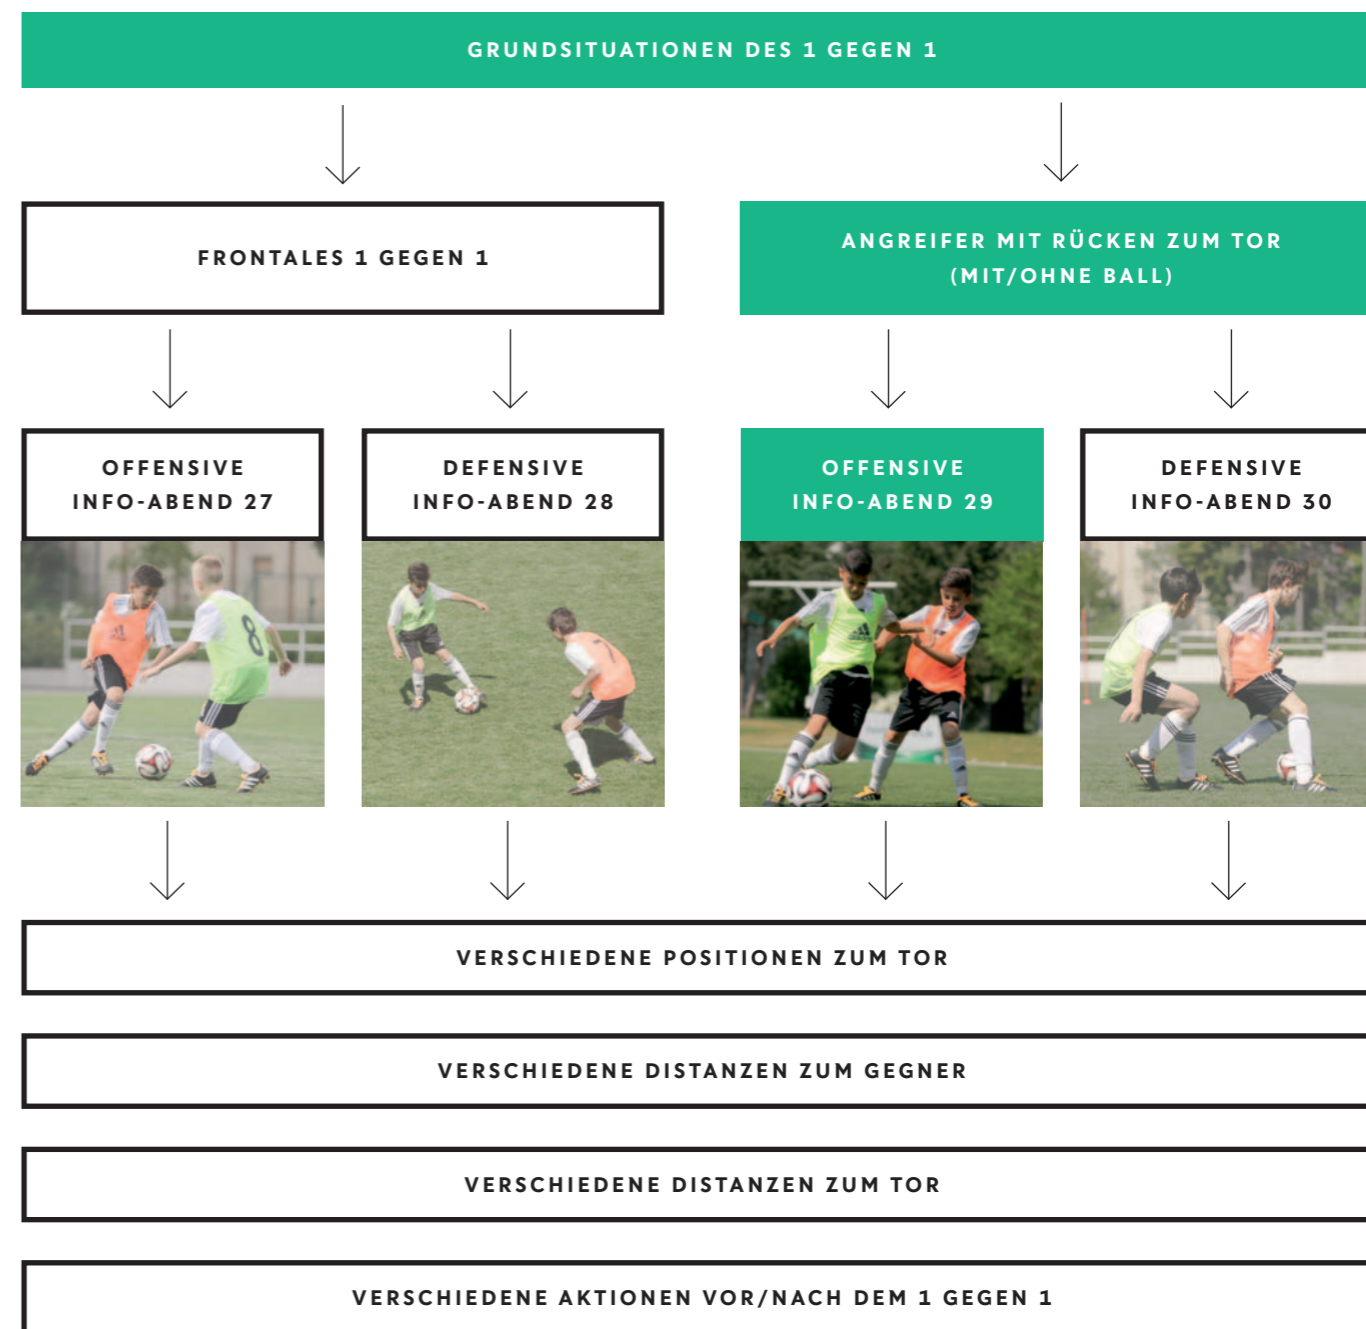 GRUNDSITUATIONEN DES 1 GEGEN 1
FRONTALES 1 GEGEN 1
ANGREIFER MIT RÜCKEN ZUM TOR
(MIT/OHNE BALL)
OFFENSIVE
INFO-ABEND 27
DEFENSIVE
INFO-ABEND 28
OFFENSIVE
INFO-ABEND 29
DEFENSIVE
INFO-ABEND 30
8
VERSCHIEDENE POSITIONEN ZUM TOR
VERSCHIEDENE DISTANZEN ZUM GEGNER
VERSCHIEDENE DISTANZEN ZUM TOR
VERSCHIEDENE AKTIONEN VOR/NACH DEM 1 GEGEN 1